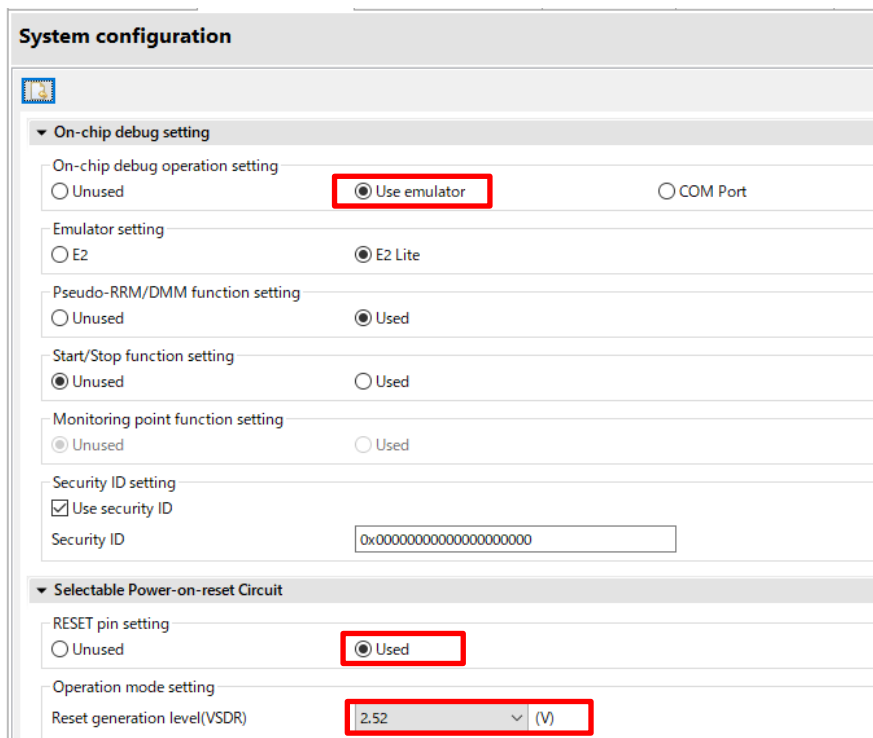 System configuration
On-chip debug setting
On-chip debug operation setting
Unused Use emulator COM Port
Emulator setting
E2 E2 Lite
Pseudo-RRM/DMM function setting
Unused Used
Start/Stop function setting
Unused Used
Monitoring point function setting
Unused Used
Security ID setting
Use security ID
Security ID 0x00000000000000000000
Selectable Power-on-reset Circuit
RESET pin setting
Unused Used
Operation mode setting
Reset generation level(VSDR) 2.52 (V)